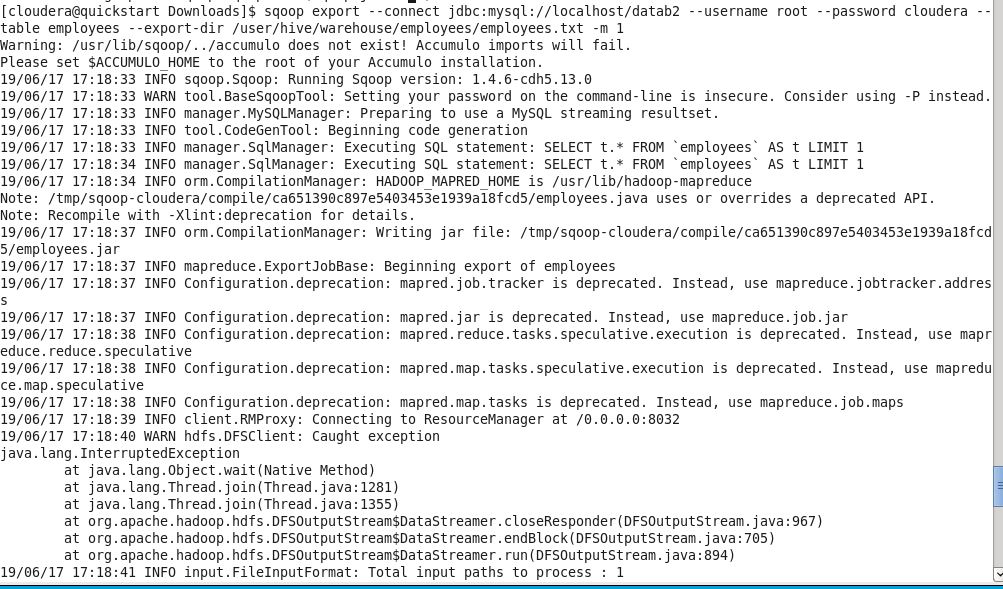 [cloudera@quickstart Downloads]$ sqoop export --connect jdbc:mysql://localhost/datab2 --username root --password cloudera --
table employees --export-dir /user/hive/warehouse/employees/employees.txt -m 1
Warning: /usr/lib/sqoop/../accumulo does not exist! Accumulo imports will fail.
Please set $ACCUMULO_HOME to the root of your Accumulo installation.
19/06/17 17:18:33 INFO sqoop.Sqoop: Running Sqoop version: 1.4.6-cdh5.13.0
19/06/17 17:18:33 WARN tool.BaseSqoopTool: Setting your password on the command-line is insecure. Consider using -P instead.
19/06/17 17:18:33 INFO manager.MySQLManager: Preparing to use a MySQL streaming resultset.
19/06/17 17:18:33 INFO tool.CodeGenTool: Beginning code generation
19/06/17 17:18:33 INFO manager.SqlManager: Executing SQL statement: SELECT t.* FROM `employees` AS t LIMIT 1
19/06/17 17:18:34 INFO manager.SqlManager: Executing SQL statement: SELECT t.* FROM `employees` AS t LIMIT 1
19/06/17 17:18:34 INFO orm.CompilationManager: HADOOP_MAPRED_HOME is /usr/lib/hadoop-mapreduce
Note: /tmp/sqoop-cloudera/compile/ca651390c897e5403453e1939a18fcd5/employees.java uses or overrides a deprecated API.
Note: Recompile with -Xlint:deprecation for details.
19/06/17 17:18:37 INFO orm.CompilationManager: Writing jar file: /tmp/sqoop-cloudera/compile/ca651390c897e5403453e1939a18fcd
5/employees.jar
19/06/17 17:18:37 INFO mapreduce.ExportJobBase: Beginning export of employees
19/06/17 17:18:37 INFO Configuration.deprecation: mapred.job.tracker is deprecated. Instead, use mapreduce.jobtracker.addres
s
19/06/17 17:18:37 INFO Configuration.deprecation: mapred.jar is deprecated. Instead, use mapreduce.job.jar
19/06/17 17:18:38 INFO Configuration.deprecation: mapred.reduce.tasks.speculative.execution is deprecated. Instead, use mapr
educe.reduce.speculative
19/06/17 17:18:38 INFO Configuration.deprecation: mapred.map.tasks.speculative.execution is deprecated. Instead, use mapredu
ce.map.speculative
19/06/17 17:18:38 INFO Configuration.deprecation: mapred.map.tasks is deprecated. Instead, use mapreduce.job.maps
19/06/17 17:18:39 INFO client.RMProxy: Connecting to ResourceManager at /0.0.0.0:8032
19/06/17 17:18:40 WARN hdfs.DFSClient: Caught exception
java.lang.InterruptedException
at java.lang.Object.wait(Native Method)
at java.lang.Thread.join(Thread.java:1281)
at java.lang.Thread.join(Thread.java:1355)
at org.apache.hadoop.hdfs.DFSOutputStream$DataStreamer.closeResponder(DFSOutputStream.java:967)
at org.apache.hadoop.hdfs.DFSOutputStream$DataStreamer.endBlock(DFSOutputStream.java:705)
at org.apache.hadoop.hdfs.DFSOutputStream$DataStreamer.run(DFSOutputStream.java:894)
19/06/17 17:18:41 INFO input.FileInputFormat: Total input paths to process : 1